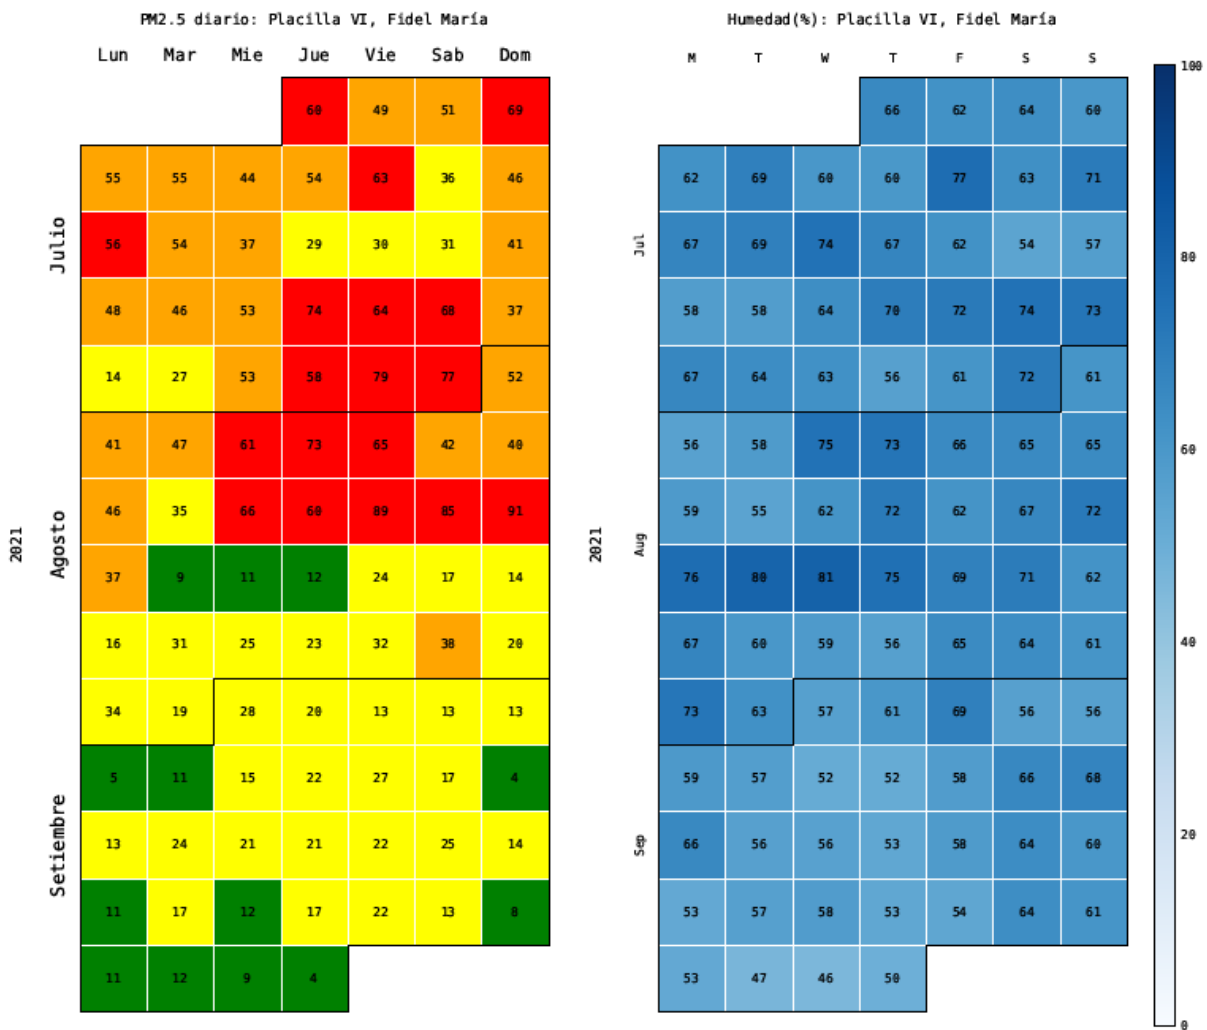 PM2.5 diario: Placilla VI, Fidel María
Lun Mar Mie Jue Vie Sab Dom
60 49 51 69
55 55 44 54 63 36 46
56 54 37 29 30 31 41
48 46 53 74 64 68 37
14 27 53 58 79 77 52
41 47 61 73 65 42 40
46 35 66 60 89 85 91
37 9 11 12 24 17 14
16 31 25 23 32 38 20
34 19 28 20 13 13 13
5 11 15 22 27 17 4
13 24 21 21 22 25 14
11 17 12 17 22 13 8
11 12 9 4
Julio
Agosto
Setiembre
2021
Humedad(%): Placilla VI, Fidel María
M T W T F S S
66 62 64 60
62 69 60 60 77 63 71
67 69 74 67 62 54 57
58 58 64 70 72 74 73
67 64 63 56 61 72 61
56 58 75 73 66 65 65
59 55 62 72 62 67 72
76 80 81 75 69 71 62
67 60 59 56 65 64 61
73 63 57 61 69 56 56
59 57 52 52 58 66 68
66 56 56 53 58 64 60
53 57 58 53 54 64 61
53 47 46 50
Jul
Aug
Sep
2021
100
80
60
40
20
0